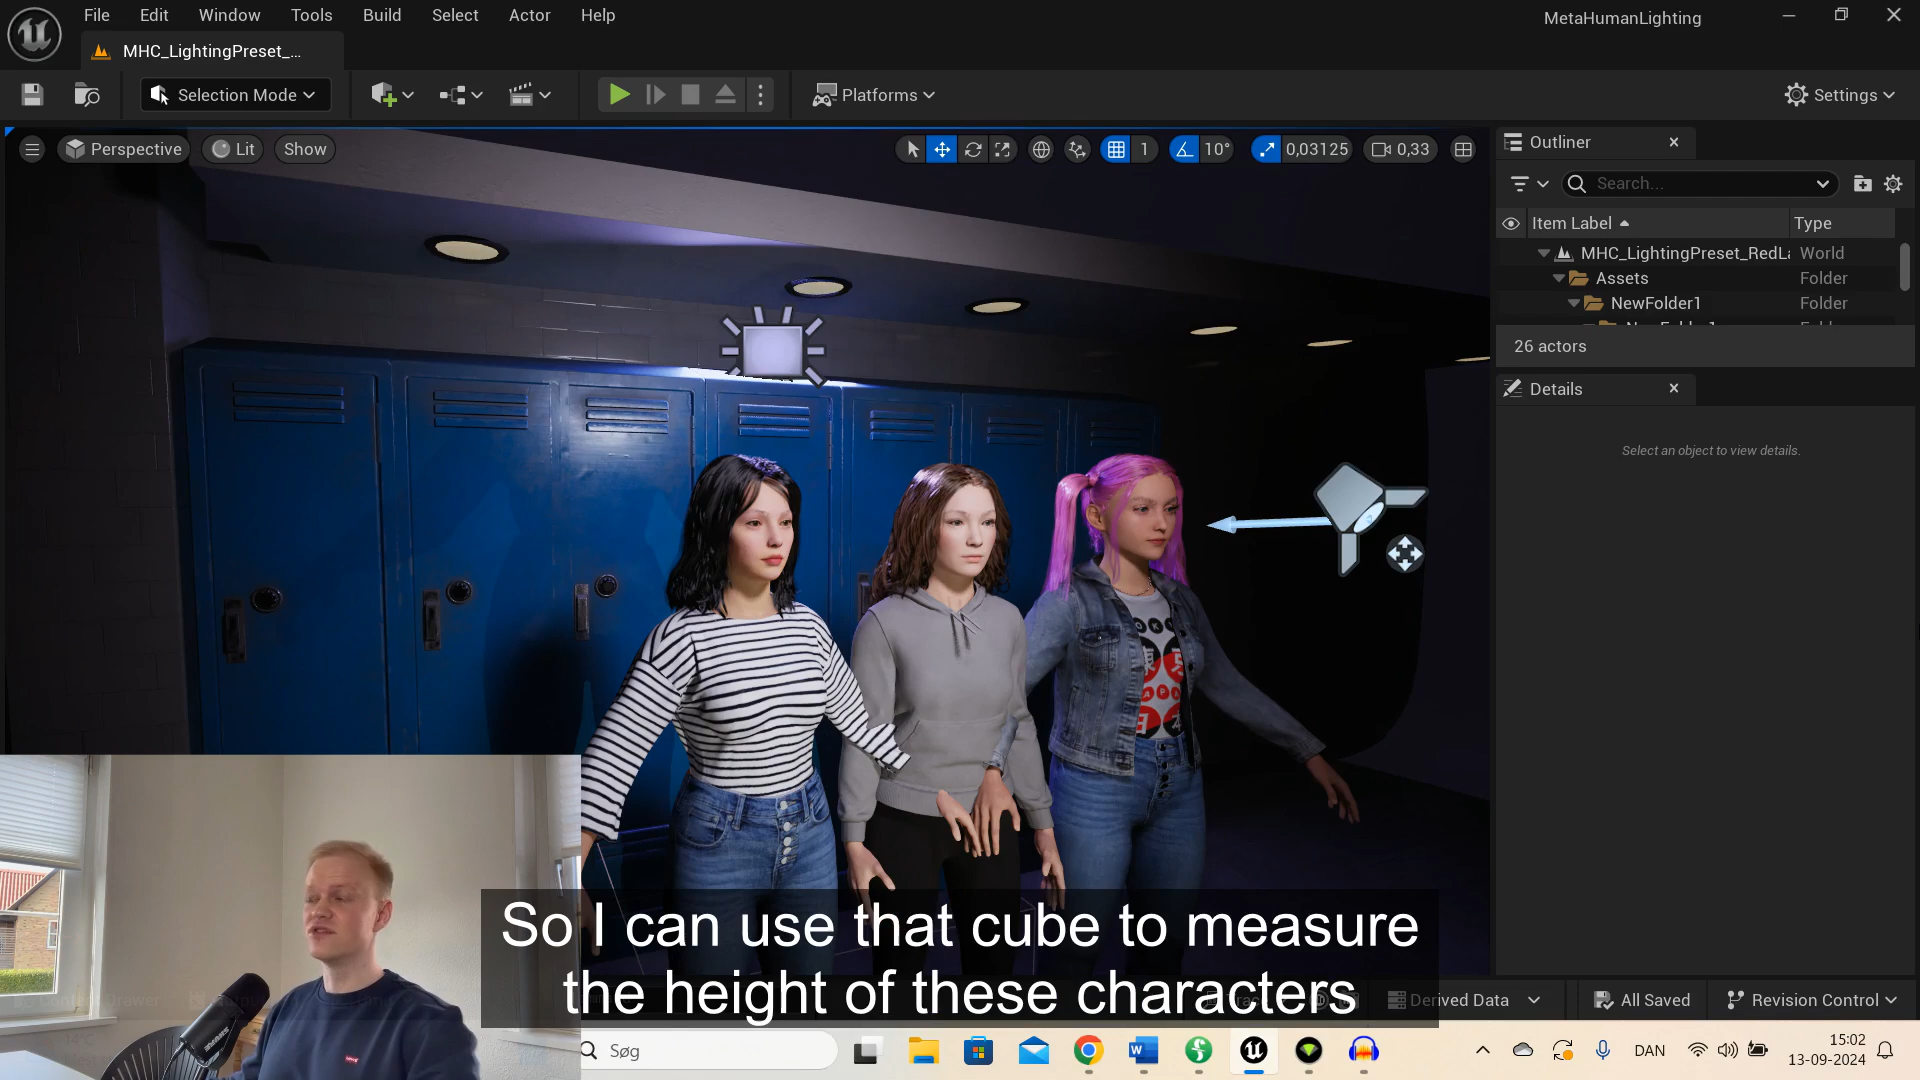 File Edit Window Tools Build Select Actor Help
MetaHumanLighting
MHC_LightingPreset_...
Selection Mode
Platforms
Settings
Perspective Lit Show
1 10° 0,03125 0,33
Outliner
Search...
Item Label Type
MHC_LightingPreset_RedLa World
Assets Folder
NewFolder1 Folder
26 actors
Details
Select an object to view details.
So I can use that cube to measure
the height of these characters
Derived Data All Saved Revision Control
Søg
DAN
15:02
13-09-2024